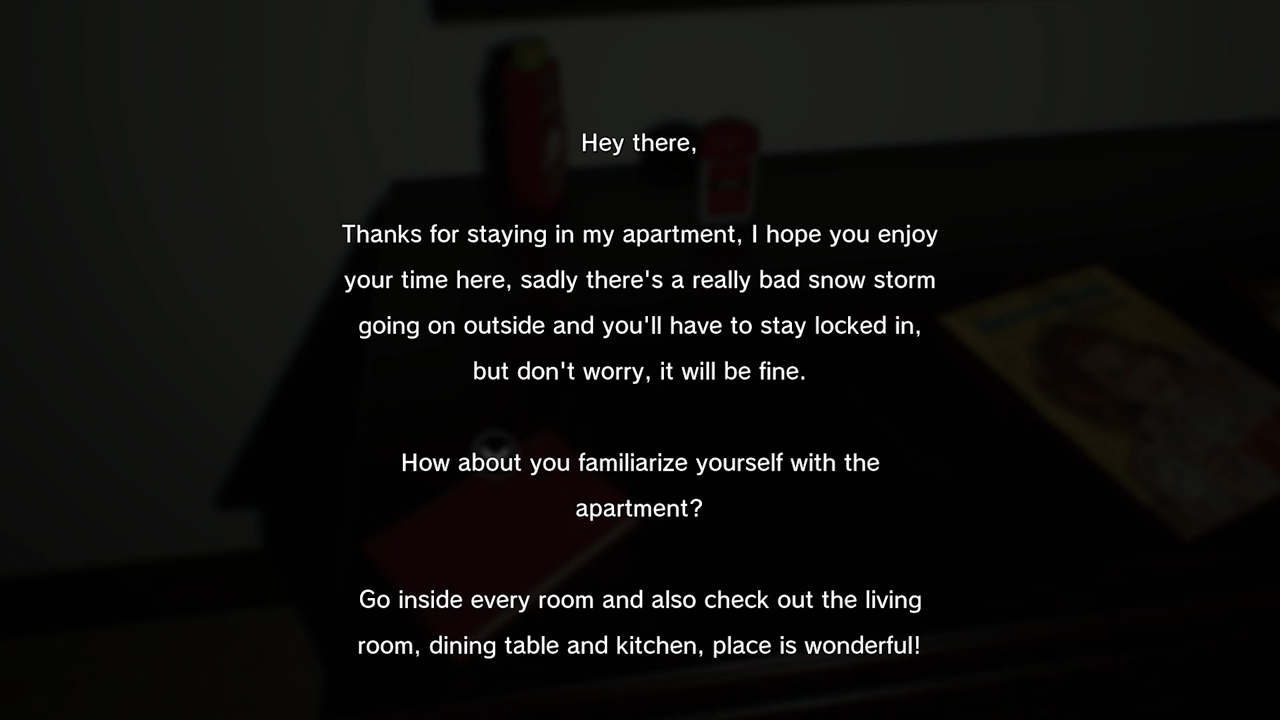 Hey there,
Thanks for staying in my apartment, I hope you enjoy
your time here, sadly there's a really bad snow storm
going on outside and you'll have to stay locked in,
but don't worry, it will be fine.
How about you familiarize yourself with the
apartment?
Go inside every room and also check out the living
room, dining table and kitchen, place is wonderful!